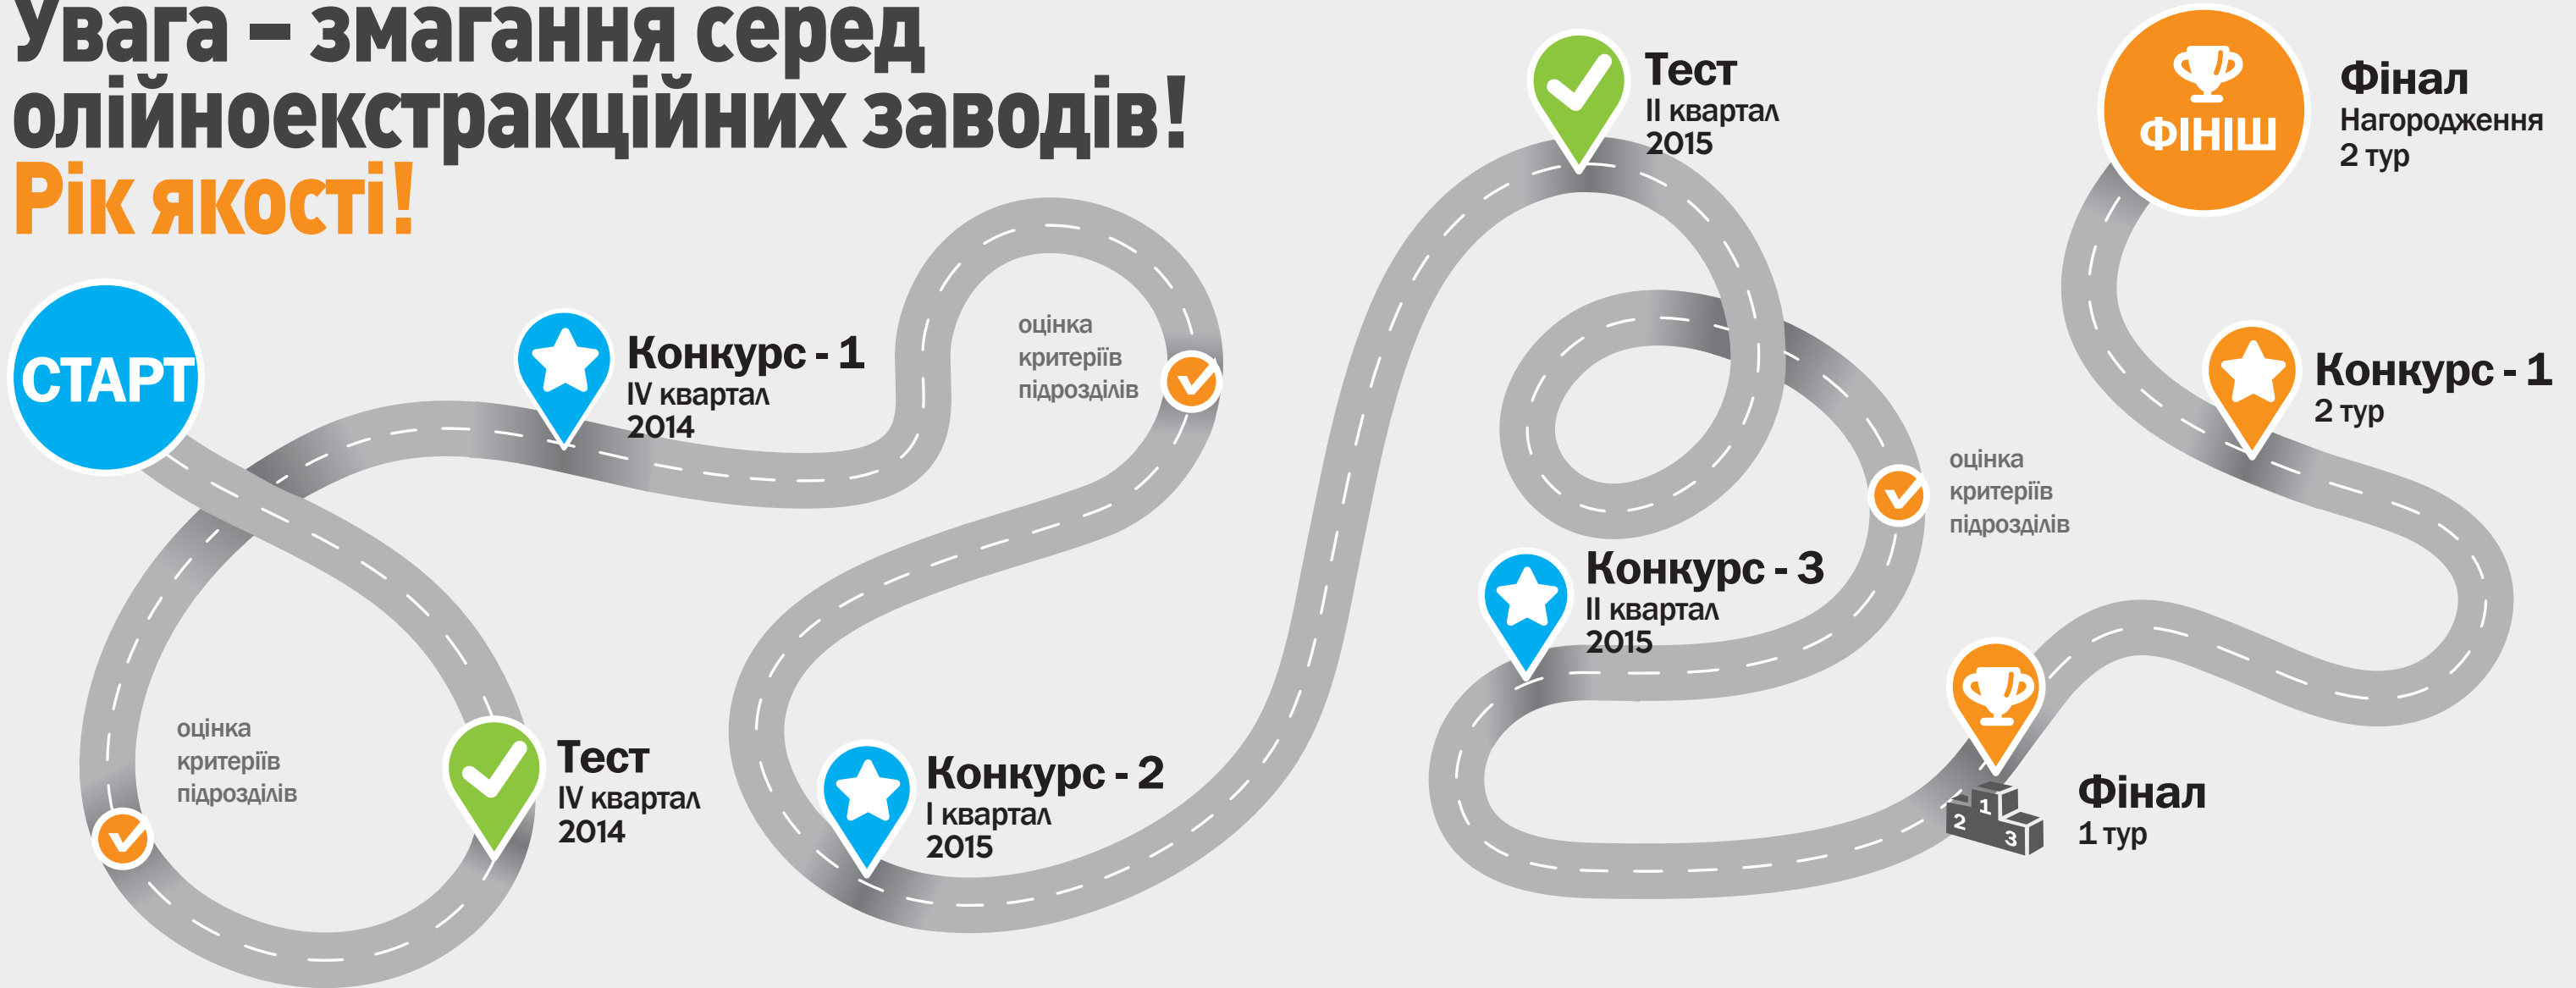 Увага – змагання серед
олійноекстракційних заводів!
Рік якості!
СТАРТ
Тест
IV квартал
2014
оцінка
критеріїв
підрозділів
Конкурс - 1
IV квартал
2014
оцінка
критеріїв
підрозділів
Конкурс - 2
I квартал
2015
Тест
II квартал
2015
оцінка
критеріїв
підрозділів
Конкурс - 3
II квартал
2015
1
2
3
Фінал
1 тур
Конкурс - 1
2 тур
ФІНІШ
Фінал
Нагородження
2 тур